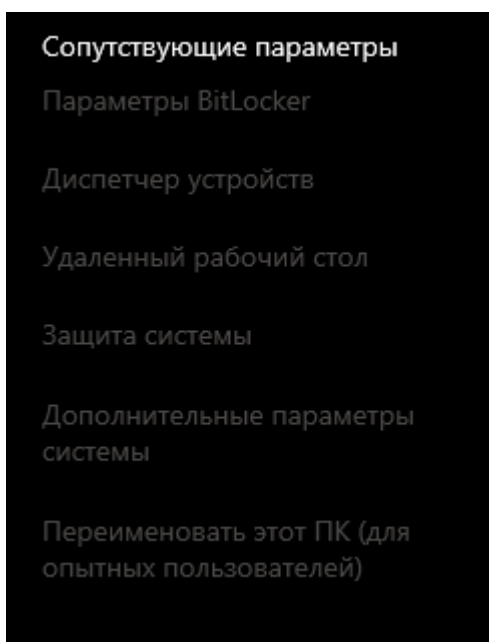 Сопутствующие параметры
Параметры BitLocker
Диспетчер устройств
Удаленный рабочий стол
Защита системы
Дополнительные параметры
системы
Переименовать этот ПК (для
опытных пользователей)